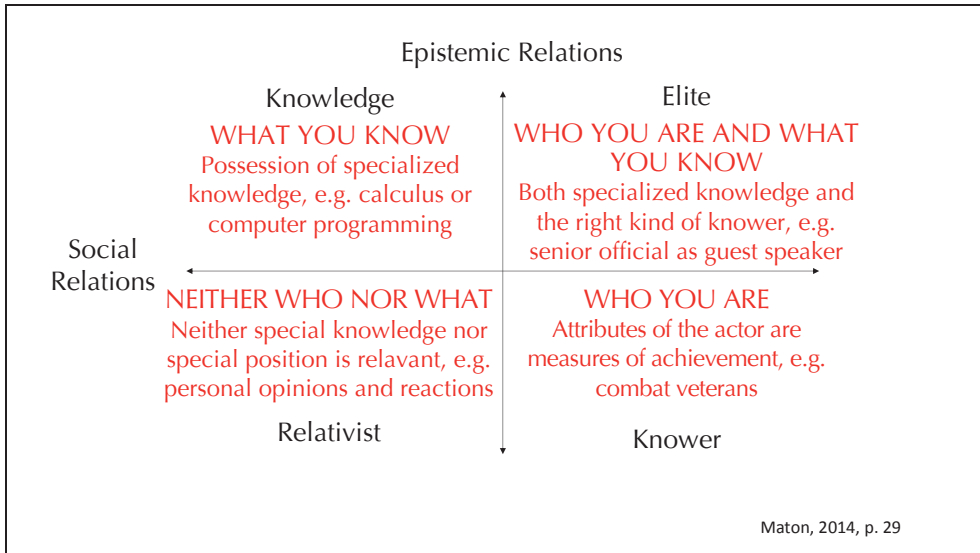 Epistemic Relations
Knowledge
WHAT YOU KNOW
Possession of specialized
knowledge, e.g. calculus or
computer programming
Elite
WHO YOU ARE AND WHAT
YOU KNOW
Both specialized knowledge and
the right kind of knower, e.g.
senior official as guest speaker
Social
Relations
NEITHER WHO NOR WHAT
Neither special knowledge nor
special position is relavant, e.g.
personal opinions and reactions
Relativist
WHO YOU ARE
Attributes of the actor are
measures of achievement, e.g.
combat veterans
Knower
Maton, 2014, p. 29